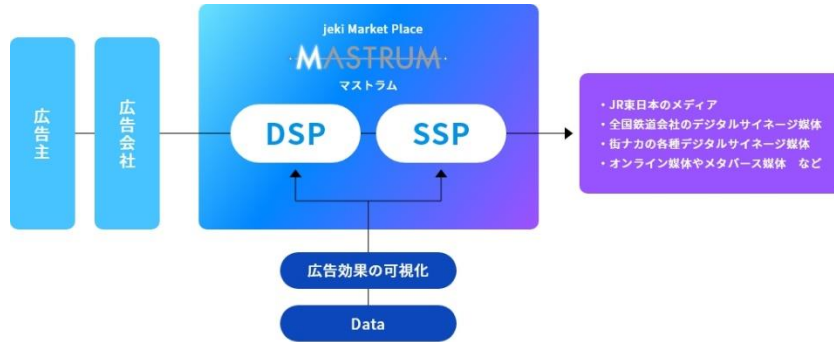 広告主
広告会社
jeki Market Place
MASTRUM
マストラム
DSP
SSP
・JR東日本のメディア
・全国鉄道会社のデジタルサイネージ媒体
・街ナカの各種デジタルサイネージ媒体
・オンライン媒体やメタバース媒体　など
広告効果の可視化
Data